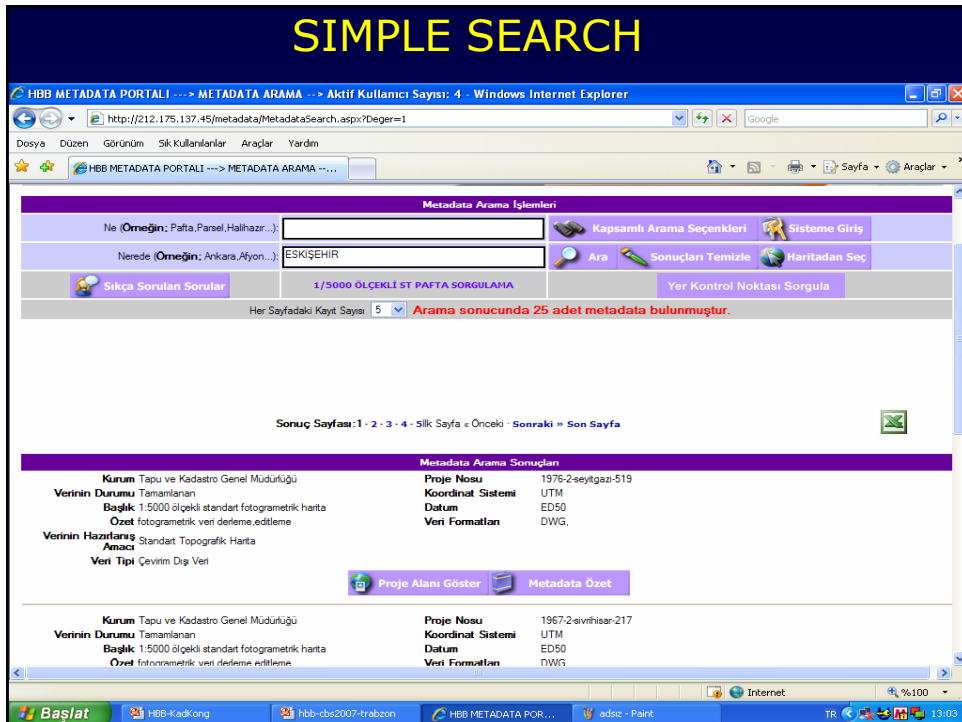 SIMPLE SEARCH
HBB METADATA PORTALI ---> METADATA ARAMA --> Aktif Kullanıcı Sayısı: 4 - Windows Internet Explorer
http://212.175.137.45/metadata/MetadataSearch.aspx?Deger=1
Google
Dosya Düzen Görünüm Sık Kullanılanlar Araçlar Yardım
HBB METADATA PORTALI ---> METADATA ARAMA --...
Sayfa Araçlar
Metadata Arama İşlemleri
Ne (Örneğin; Pafta,Parsel,Halihazır...):
Kapsamlı Arama Seçenekleri Sisteme Giriş
Nerede (Örneğin; Ankara,Afyon...): ESKİŞEHİR
Ara Sonuçları Temizle Haritadan Seç
Sıkça Sorulan Sorular 1/5000 ÖLÇEKLİ ST PAFTA SORGULAMA Yer Kontrol Noktası Sorgula
Her Sayfadaki Kayıt Sayısı 5 Arama sonucunda 25 adet metadata bulunmuştur.
Sonuç Sayfası:1 - 2 - 3 - 4 - 5İlk Sayfa « Önceki · Sonraki » Son Sayfa
Metadata Arama Sonuçları
Kurum Tapu ve Kadastro Genel Müdürlüğü Proje Nosu 1976-2-seyitgazi-519
Verinin Durumu Tamamlanan Koordinat Sistemi UTM
Başlık 1:5000 ölçekli standart fotogrametrik harita Datum ED50
Özet fotogrametrik veri derleme,editleme Veri Formatları DWG,
Verinin Hazırlanış Amacı Standart Topografik Harita
Veri Tipi Çevirim Dışı Veri
Proje Alanı Göster Metadata Özet
Kurum Tapu ve Kadastro Genel Müdürlüğü Proje Nosu 1967-2-sivrihisar-217
Verinin Durumu Tamamlanan Koordinat Sistemi UTM
Başlık 1:5000 ölçekli standart fotogrametrik harita Datum ED50
Özet fotogrametrik veri derleme editleme Veri Formatları DWG
Internet %100
Başlat HBB-KadKong hbb-cbs2007-trabzon HBB METADATA POR... adsız - Paint TR 13:03